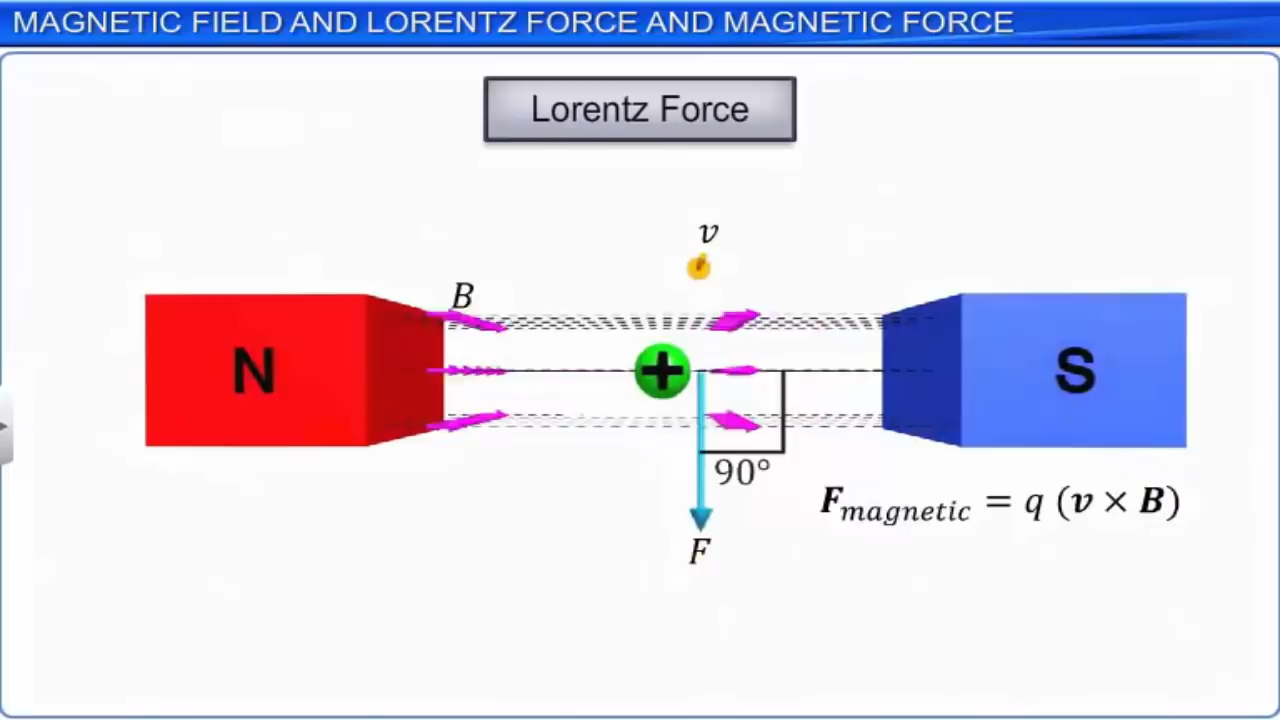 MAGNETIC FIELD AND LORENTZ FORCE AND MAGNETIC FORCE
Lorentz Force
v
B
N
+
S
90°
F_magnetic = q (v × B)
F